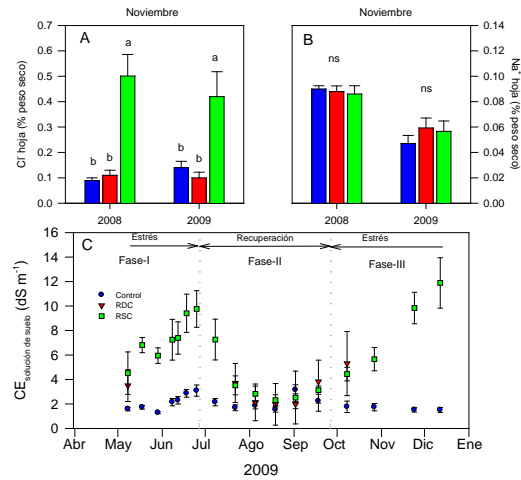 Noviembre
Noviembre
A
B
0.7
0.6
0.5
0.4
0.3
0.2
0.1
0.0
Cl⁻ hoja (% peso seco)
b b a
b b a
2008 2009
ns
ns
2008 2009
0.14
0.12
0.10
0.08
0.06
0.04
0.02
0.00
Na⁺ hoja (% peso seco)
C
Estrés Recuperación Estrés
Fase-I Fase-II Fase-III
Control
RDC
RSC
16
14
12
10
8
6
4
2
0
CE solución de suelo (dS m⁻¹)
Abr May Jun Jul Ago Sep Oct Nov Dic Ene
2009